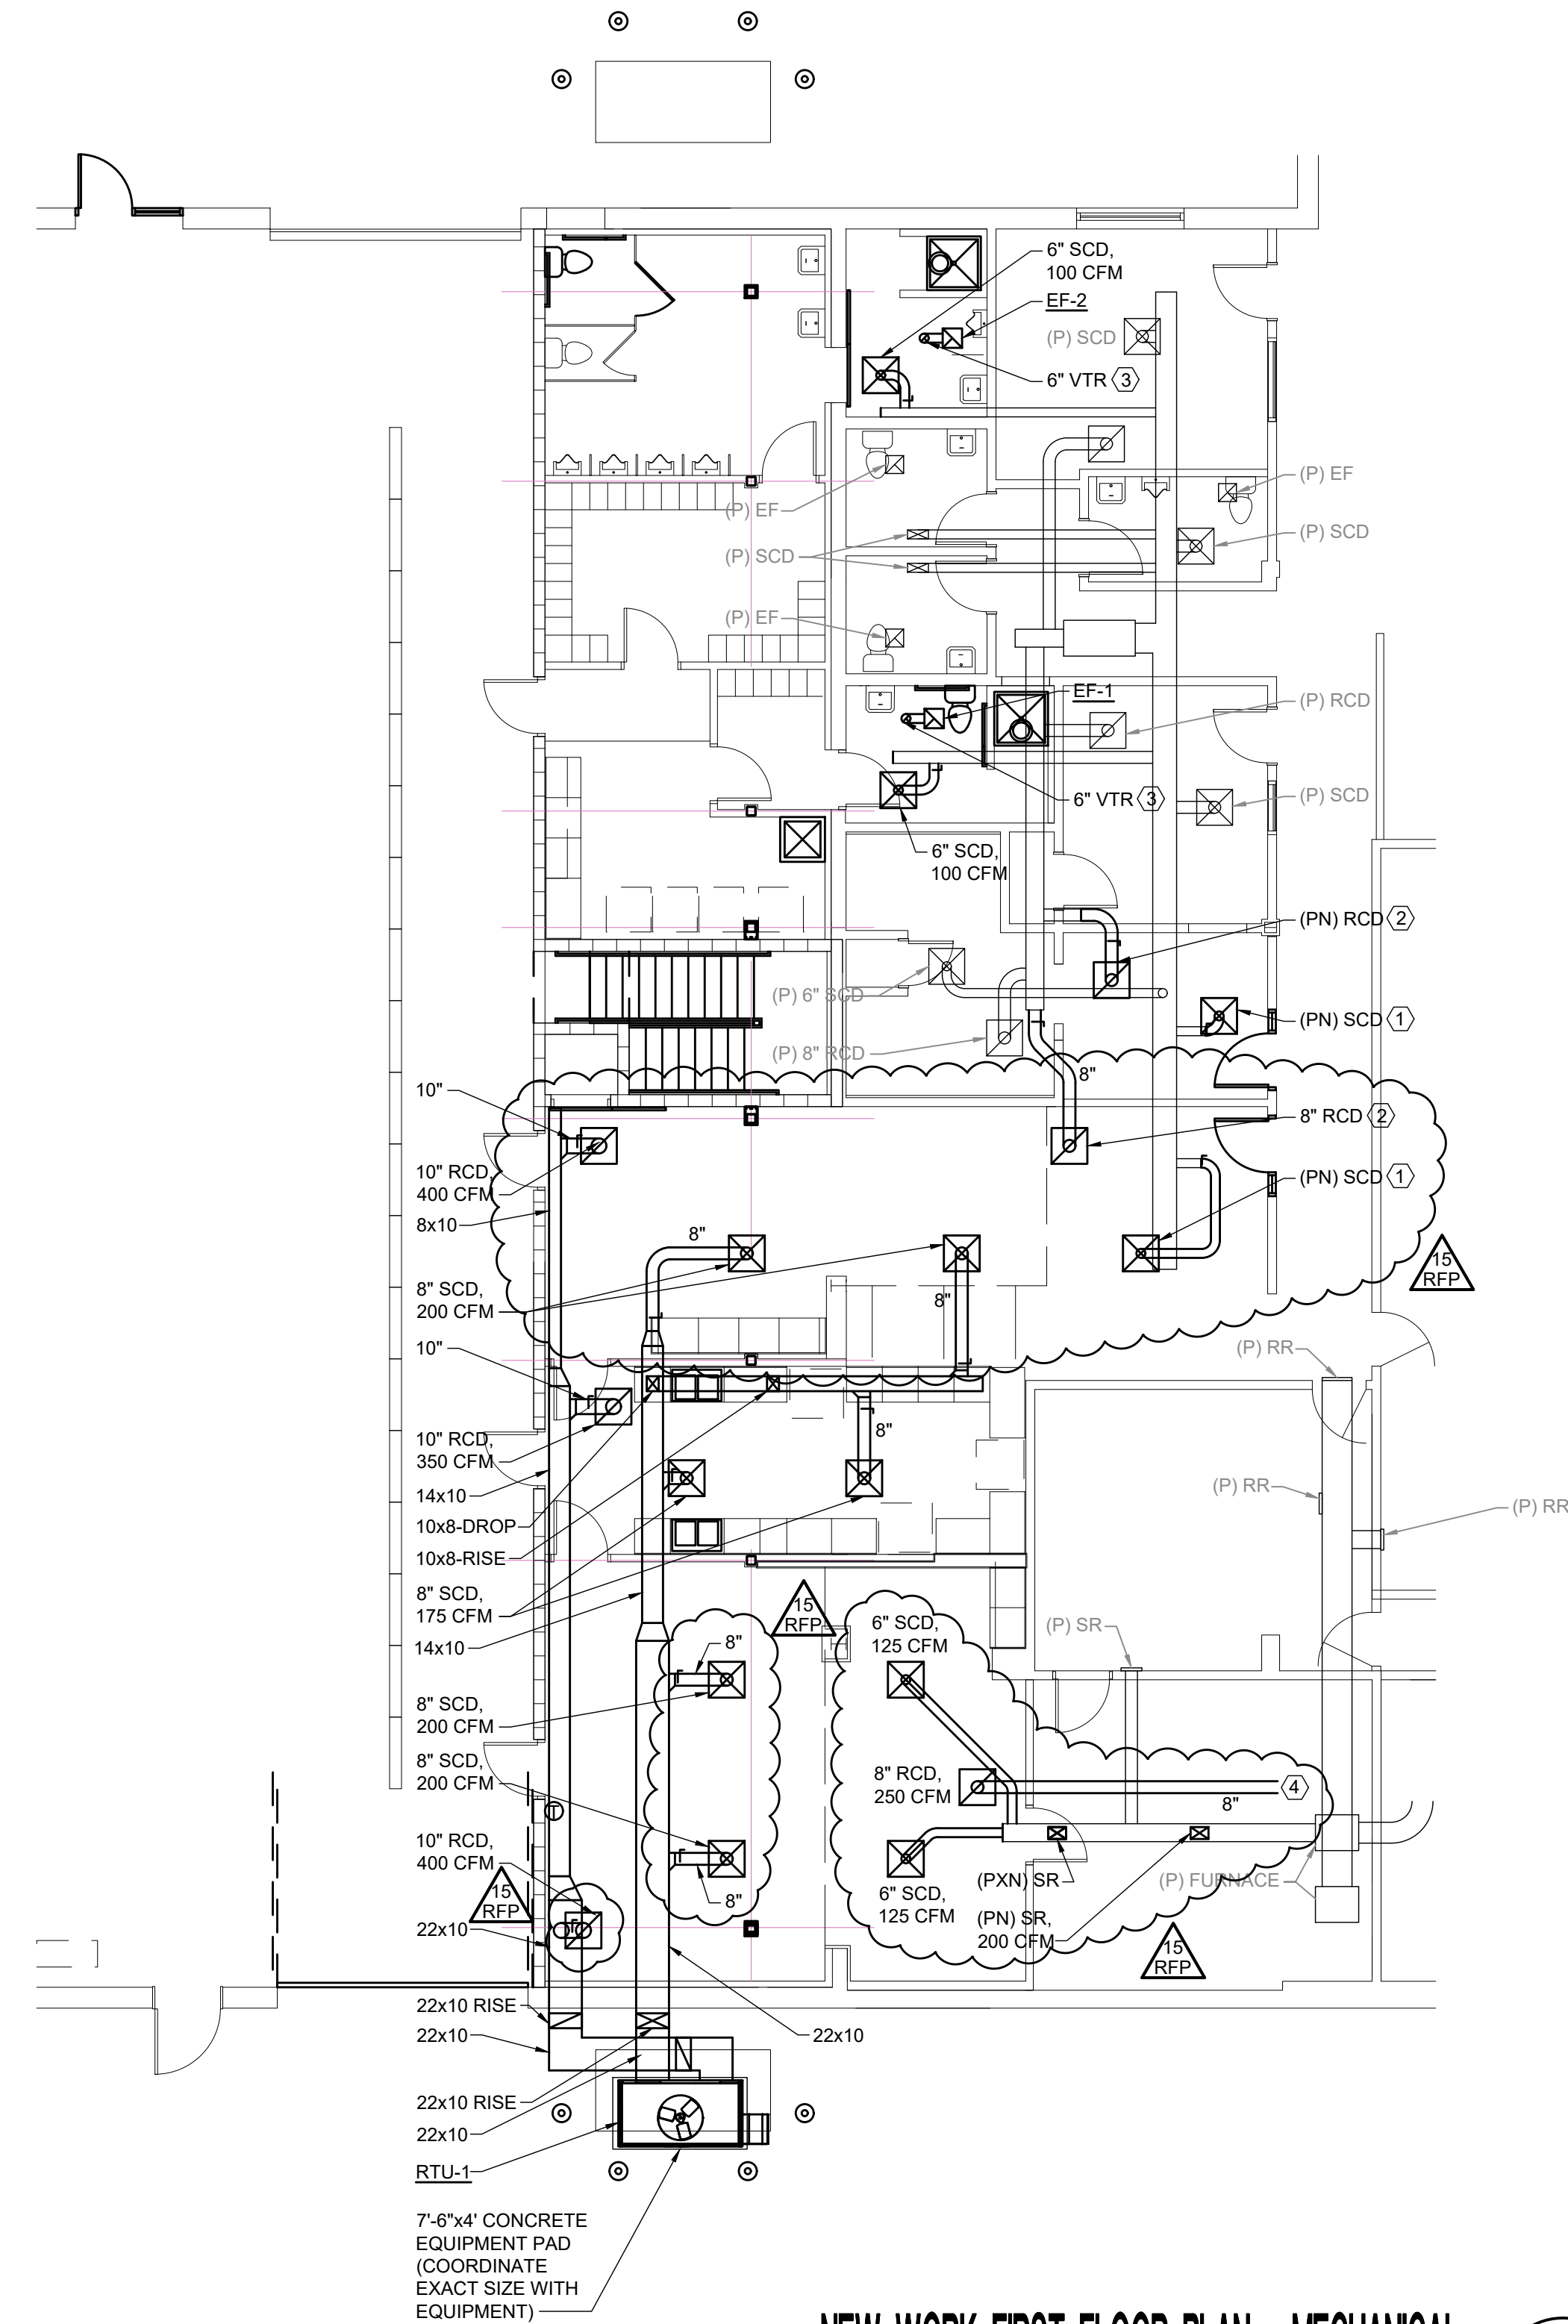 6" SCD,
100 CFM
EF-2
(P) SCD
6" VTR 3
(P) EF
(P) EF
(P) SCD
(P) SCD
(P) EF
EF-1
(P) RCD
(P) SCD
6" VTR 3
6" SCD,
100 CFM
(PN) RCD 2
(P) 6" SCD
(PN) SCD 1
(P) 8" RCD
8"
10"
8" RCD 2
10" RCD,
400 CFM
(PN) SCD 1
8x10
8"
15
RFP
8" SCD,
200 CFM
8"
10"
(P) RR
10" RCD,
350 CFM
8"
14x10
(P) RR
(P) RR
10x8-DROP
10x8-RISE
8" SCD,
175 CFM
14x10
15
RFP
6" SCD,
125 CFM
(P) SR
8"
8" SCD,
200 CFM
8" SCD,
200 CFM
8" RCD,
250 CFM
4
8"
T
10" RCD,
400 CFM
15
RFP
8"
6" SCD,
125 CFM
(PXN) SR
(P) FURNACE
(PN) SR,
200 CFM
15
RFP
22x10
22x10 RISE
22x10
22x10
22x10 RISE
22x10
RTU-1
7'-6"x4' CONCRETE
EQUIPMENT PAD
(COORDINATE
EXACT SIZE WITH
EQUIPMENT)
NEW WORK FIRST FLOOR PLAN - MECHANICAL